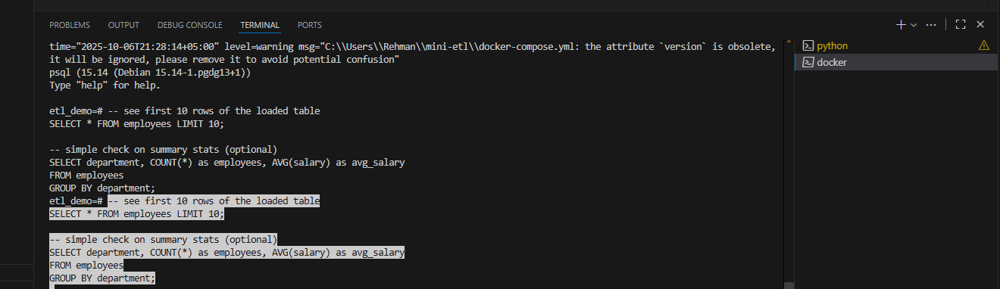 PROBLEMS OUTPUT DEBUG CONSOLE TERMINAL PORTS
time="2025-10-06T21:28:14+05:00" level=warning msg="C:\\Users\\Rehman\\mini-etl\\docker-compose.yml: the attribute `version` is obsolete,
it will be ignored, please remove it to avoid potential confusion"
psql (15.14 (Debian 15.14-1.pgdg13+1))
Type "help" for help.
etl_demo=# -- see first 10 rows of the loaded table
SELECT * FROM employees LIMIT 10;
-- simple check on summary stats (optional)
SELECT department, COUNT(*) as employees, AVG(salary) as avg_salary
FROM employees
GROUP BY department;
etl_demo=# -- see first 10 rows of the loaded table
SELECT * FROM employees LIMIT 10;
-- simple check on summary stats (optional)
SELECT department, COUNT(*) as employees, AVG(salary) as avg_salary
FROM employees
GROUP BY department;
python
docker